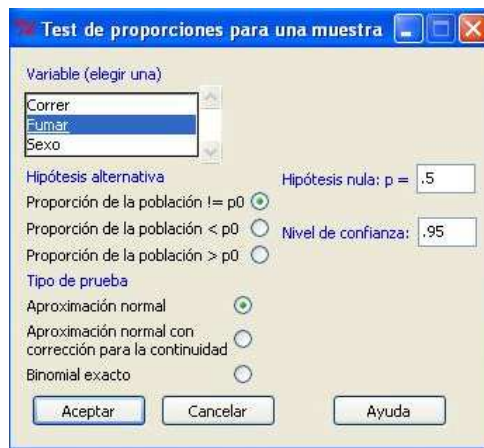 Test de proporciones para una muestra
Variable (elegir una)
Correr
Fumar
Sexo
Hipótesis alternativa
Hipótesis nula: p = .5
Proporción de la población != p0
Proporción de la población < p0
Nivel de confianza: .95
Proporción de la población > p0
Tipo de prueba
Aproximación normal
Aproximación normal con
corrección para la continuidad
Binomial exacto
Aceptar Cancelar Ayuda